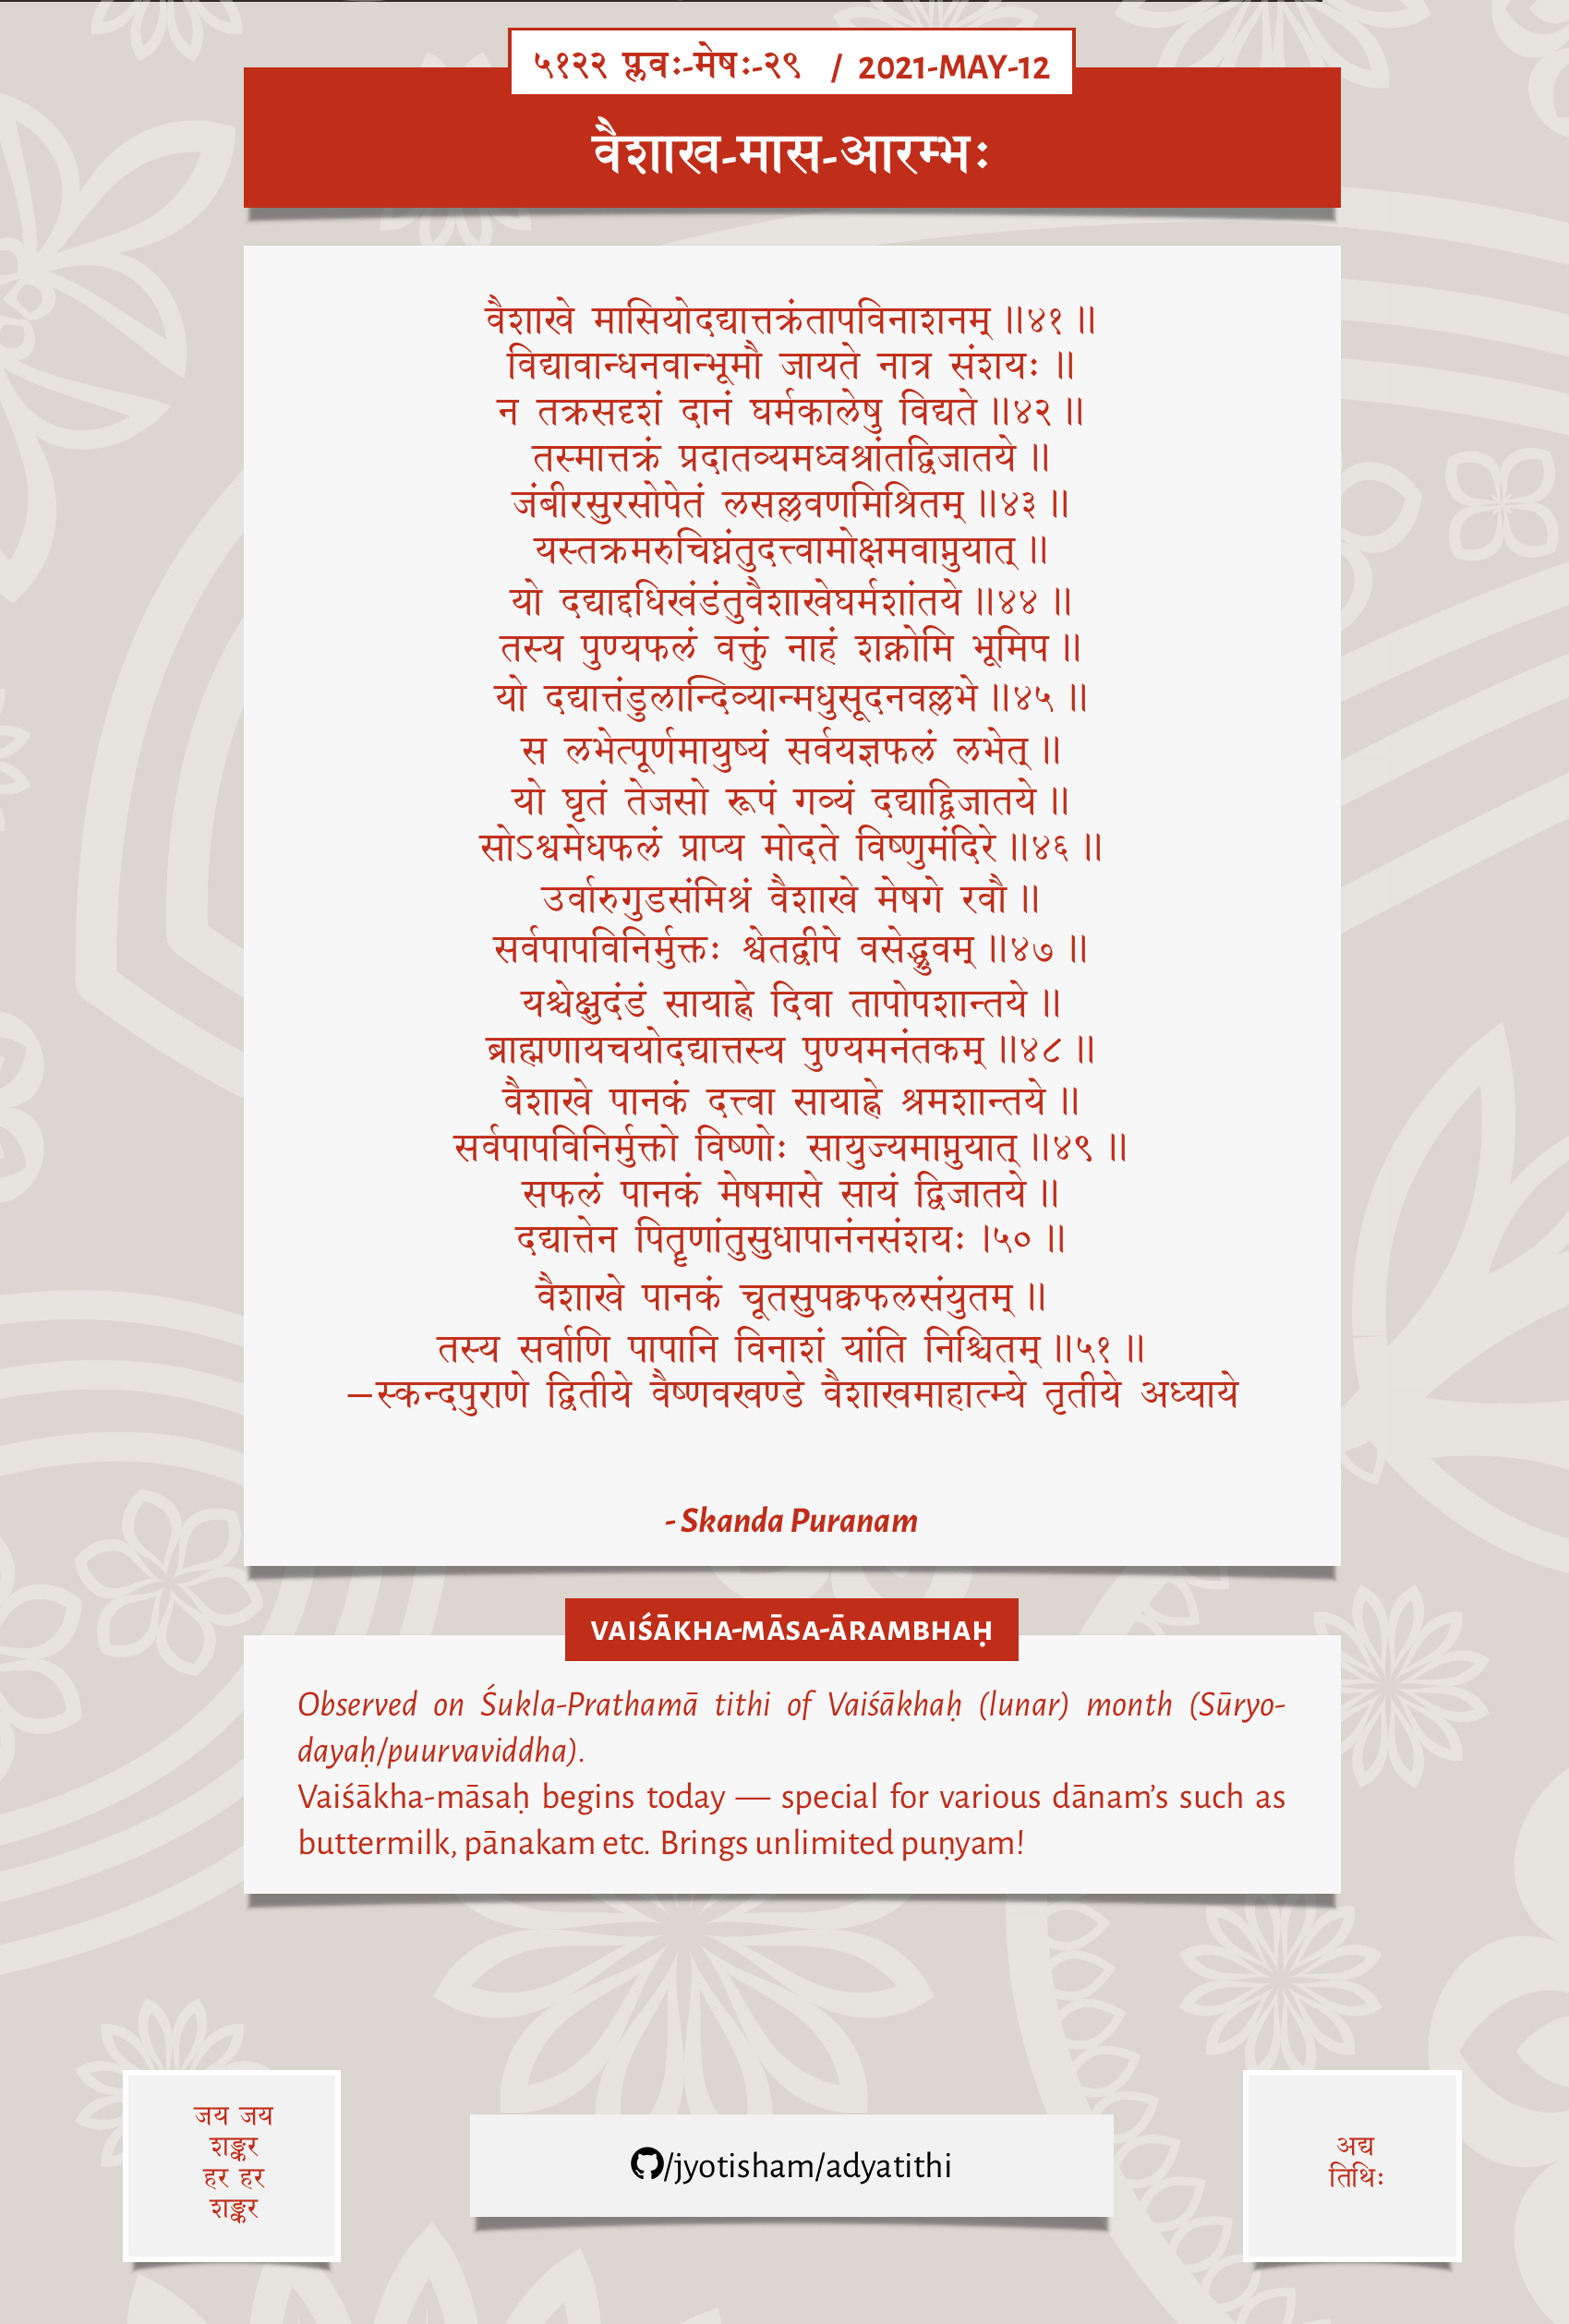 ५१२२ प्लवः-मेषः-२९ / 2021-MAY-12
वैशाख-मास-आरम्भः
वैशाखे मासियोदद्यात्तक्रंतापविनाशनम् ॥४१॥
विद्यावान्धनवान्भूमौ जायते नात्र संशयः ॥
न तक्रसदृशं दानं घर्मकालेषु विद्यते ॥४२॥
तस्मात्तक्रं प्रदातव्यमध्वश्रांतद्विजातये ॥
जंबीरसुरसोपेतं लसल्लवणमिश्रितम् ॥४३॥
यस्तक्रमरुचिघ्नंतुदत्त्वामोक्षमवाप्नुयात् ॥
यो दद्याद्दधिखंडंतुवैशाखेघर्मशांतये ॥४४॥
तस्य पुण्यफलं वक्तुं नाहं शक्नोमि भूमिप ॥
यो दद्यात्तंडुलान्दिव्यान्मधुसूदनवल्लभे ॥४५॥
स लभेत्पूर्णमायुष्यं सर्वयज्ञफलं लभेत् ॥
यो घृतं तेजसो रूपं गव्यं दद्याद्द्विजातये ॥
सोऽश्वमेधफलं प्राप्य मोदते विष्णुमंदिरे ॥४६॥
उर्वारुगुडसंमिश्रं वैशाखे मेषगे रवौ ॥
सर्वपापविनिर्मुक्तः श्वेतद्वीपे वसेद्ध्रुवम् ॥४७॥
यश्चेक्षुदंडं सायाह्ने दिवा तापोपशान्तये ॥
ब्राह्मणायचयोदद्यात्तस्य पुण्यमनंतकम् ॥४८॥
वैशाखे पानकं दत्त्वा सायाह्ने श्रमशान्तये ॥
सर्वपापविनिर्मुक्तो विष्णोः सायुज्यमाप्नुयात् ॥४९॥
सफलं पानकं मेषमासे सायं द्विजातये ॥
दद्यात्तेन पितॄणांतुसुधापानंनसंशयः ।५०॥
वैशाखे पानकं चूतसुपक्वफलसंयुतम् ॥
तस्य सर्वाणि पापानि विनाशं यांति निश्चितम् ॥५१॥
–स्कन्दपुराणे द्वितीये वैष्णवखण्डे वैशाखमाहात्म्ये तृतीये अध्याये
- Skanda Puranam
VAIŚĀKHA-MĀSA-ĀRAMBHAḤ
Observed on Śukla-Prathamā tithi of Vaiśākhaḥ (lunar) month (Sūryo-
dayaḥ/puurvaviddha).
Vaiśākha-māsaḥ begins today — special for various dānam’s such as
buttermilk, pānakam etc. Brings unlimited puṇyam!
जय जय
शङ्कर
हर हर
शङ्कर
/jyotisham/adyatithi
अद्य
तिथिः